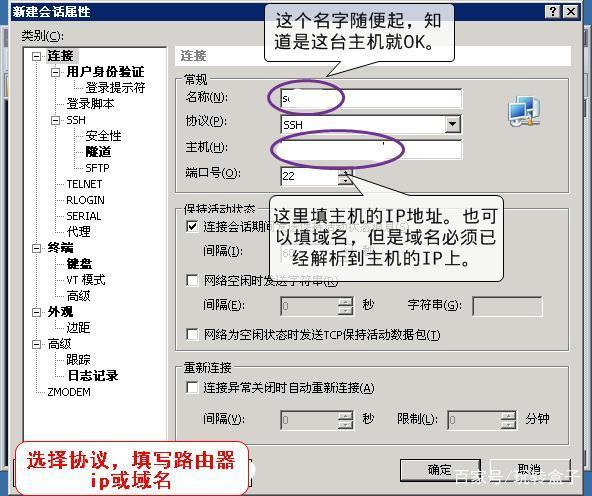 新建会话属性
这个名字随便起，知
道是这台主机就OK。
类别(C):
连接
用户身份验证
登录提示符
登录脚本
SSH
安全性
隧道
SFTP
TELNET
RLOGIN
SERIAL
代理
终端
键盘
VT 模式
高级
外观
边距
高级
跟踪
日志记录
ZMODEM
连接
常规
名称(N):
协议(P): SSH
主机(H):
端口号(O): 22
这里填主机的IP地址。也可
以填域名，但是域名必须已
经解析到主机的IP上。
保持活动状态
连接会话期间
间隔(I):
网络空闲时发送字符串(R)
间隔(E): 0 秒 字符串(G):
网络为空闲状态时发送TCP保持活动数据包(T)
重新连接
连接异常关闭时自动重新连接(A)
间隔(V): 0 秒 限制(L): 0 分钟
选择协议，填写路由器
ip或域名
确定 取消
百家号/玩转盒子